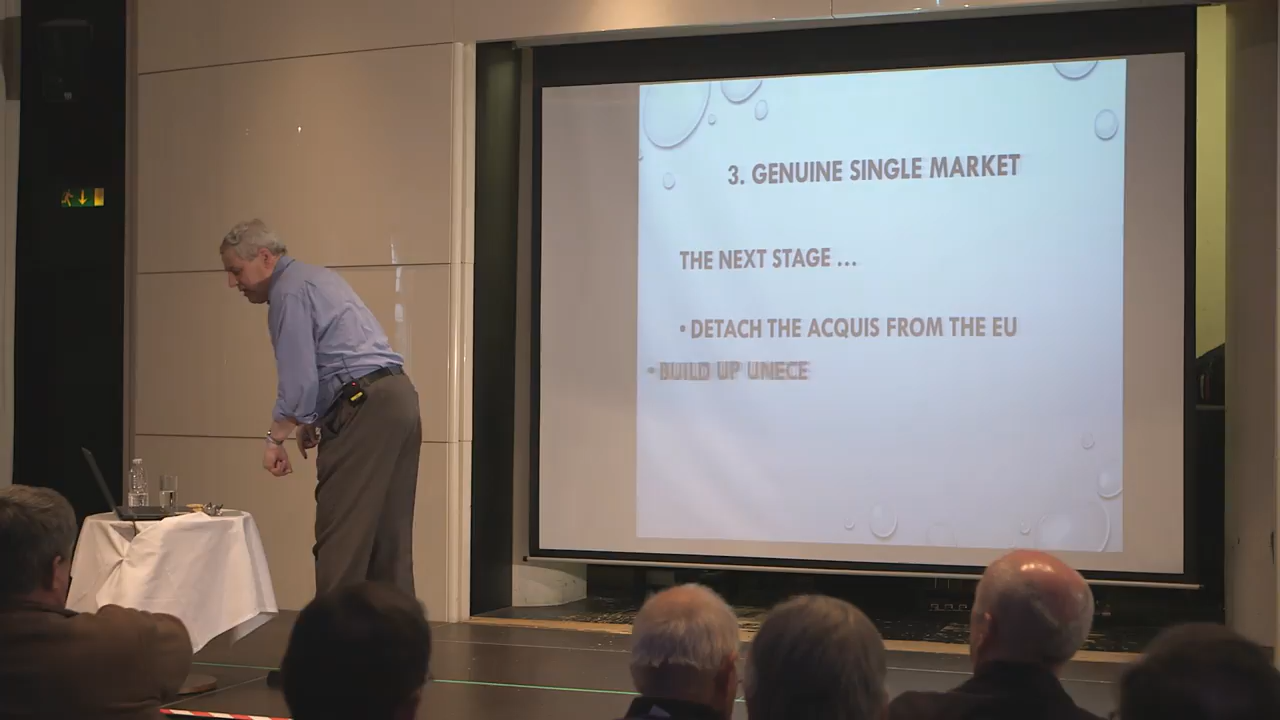 3. GENUINE SINGLE MARKET
THE NEXT STAGE ...
• DETACH THE ACQUIS FROM THE EU
• BUILD UP UNECE